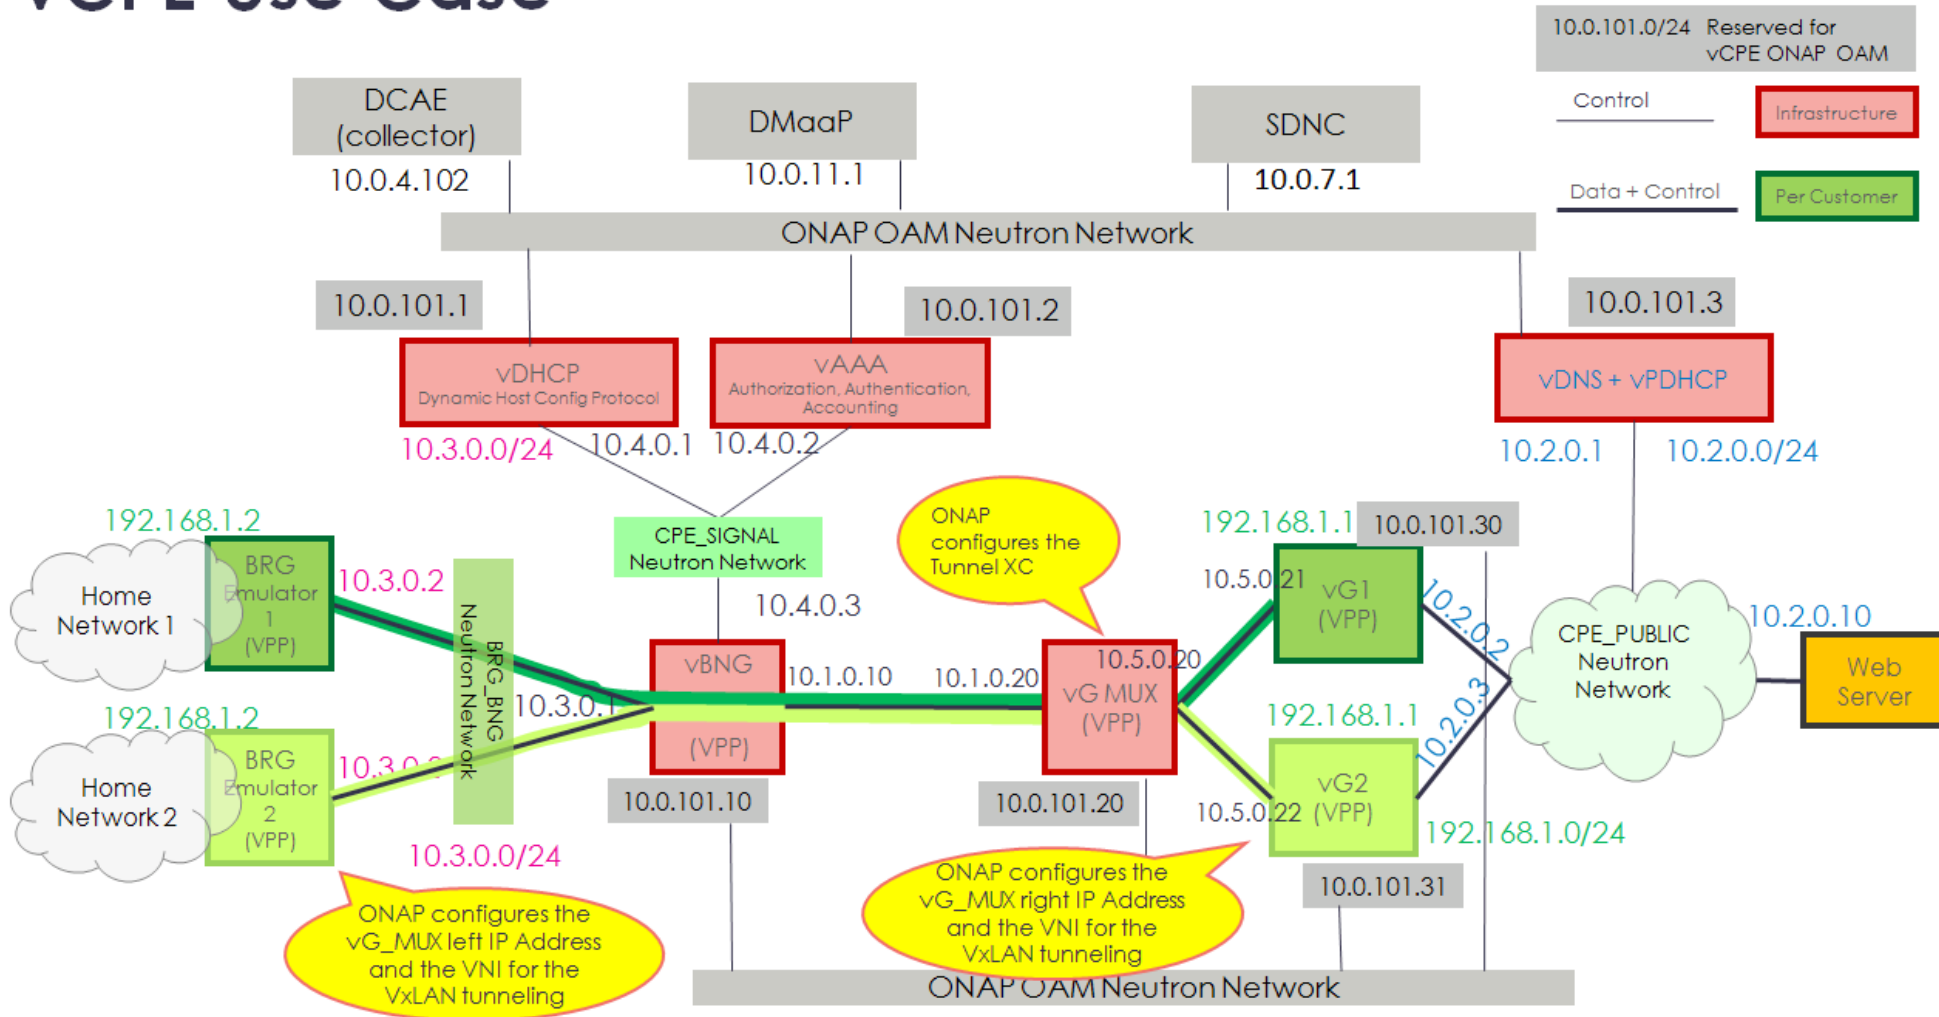 vCPE Use Case
10.0.101.0/24 Reserved for
vCPE ONAP OAM
Control
Infrastructure
Data + Control
Per Customer
DCAE
(collector)
10.0.4.102
DMaaP
10.0.11.1
SDNC
10.0.7.1
ONAP OAM Neutron Network
10.0.101.1
10.0.101.2
10.0.101.3
vDHCP
Dynamic Host Config Protocol
vAAA
Authorization, Authentication,
Accounting
vDNS + vPDHCP
10.3.0.0/24
10.4.0.1
10.4.0.2
10.2.0.1
10.2.0.0/24
CPE_SIGNAL
Neutron Network
10.4.0.3
ONAP
configures the
Tunnel XC
192.168.1.2
BRG
Emulator
1
(VPP)
Home
Network 1
10.3.0.2
BRG_BNG
Neutron Network
192.168.1.2
BRG
Emulator
2
(VPP)
Home
Network 2
10.3.0.1
10.3.0.0/24
vBNG
(VPP)
10.1.0.10
10.1.0.20
10.0.101.10
10.5.0.20
vG MUX
(VPP)
10.0.101.20
192.168.1.1
10.0.101.30
10.5.0.21
vG1
(VPP)
10.2.0.2
192.168.1.1
10.2.0.3
10.5.0.22
vG2
(VPP)
192.168.1.0/24
10.0.101.31
CPE_PUBLIC
Neutron
Network
10.2.0.10
Web
Server
ONAP configures the
vG_MUX left IP Address
and the VNI for the
VxLAN tunneling
ONAP configures the
vG_MUX right IP Address
and the VNI for the
VxLAN tunneling
ONAP OAM Neutron Network